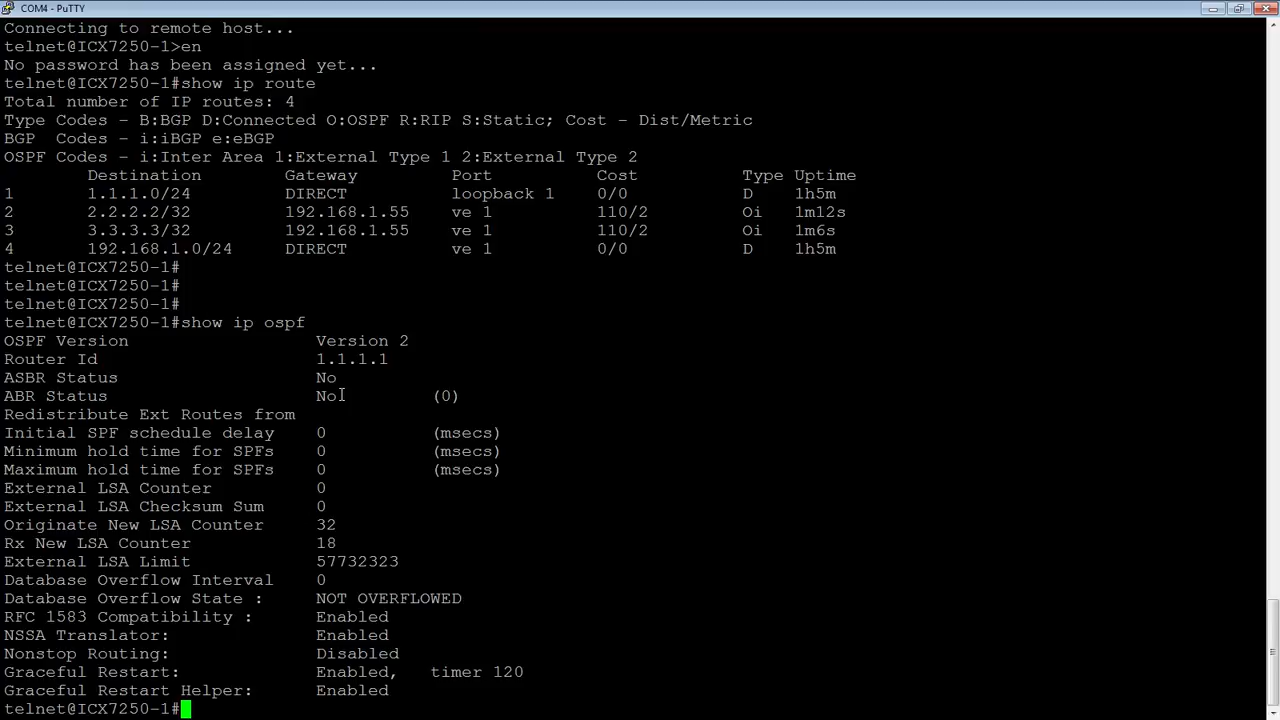 COM4 - PuTTY
Connecting to remote host...
telnet@ICX7250-1>en
No password has been assigned yet...
telnet@ICX7250-1#show ip route
Total number of IP routes: 4
Type Codes - B:BGP D:Connected O:OSPF R:RIP S:Static; Cost - Dist/Metric
BGP  Codes - i:iBGP e:eBGP
OSPF Codes - i:Inter Area 1:External Type 1 2:External Type 2
        Destination        Gateway         Port           Cost          Type Uptime
1       1.1.1.0/24         DIRECT          loopback 1     0/0           D    1h5m
2       2.2.2.2/32         192.168.1.55    ve 1           110/2         Oi   1m12s
3       3.3.3.3/32         192.168.1.55    ve 1           110/2         Oi   1m6s
4       192.168.1.0/24     DIRECT          ve 1           0/0           D    1h5m
telnet@ICX7250-1#
telnet@ICX7250-1#
telnet@ICX7250-1#
telnet@ICX7250-1#show ip ospf
OSPF Version                  Version 2
Router Id                     1.1.1.1
ASBR Status                   No
ABR Status                    No         (0)
Redistribute Ext Routes from
Initial SPF schedule delay    0          (msecs)
Minimum hold time for SPFs    0          (msecs)
Maximum hold time for SPFs    0          (msecs)
External LSA Counter          0
External LSA Checksum Sum     0
Originate New LSA Counter     32
Rx New LSA Counter            18
External LSA Limit            57732323
Database Overflow Interval    0
Database Overflow State :     NOT OVERFLOWED
RFC 1583 Compatibility :      Enabled
NSSA Translator:              Enabled
Nonstop Routing:              Disabled
Graceful Restart:             Enabled,   timer 120
Graceful Restart Helper:      Enabled
telnet@ICX7250-1#